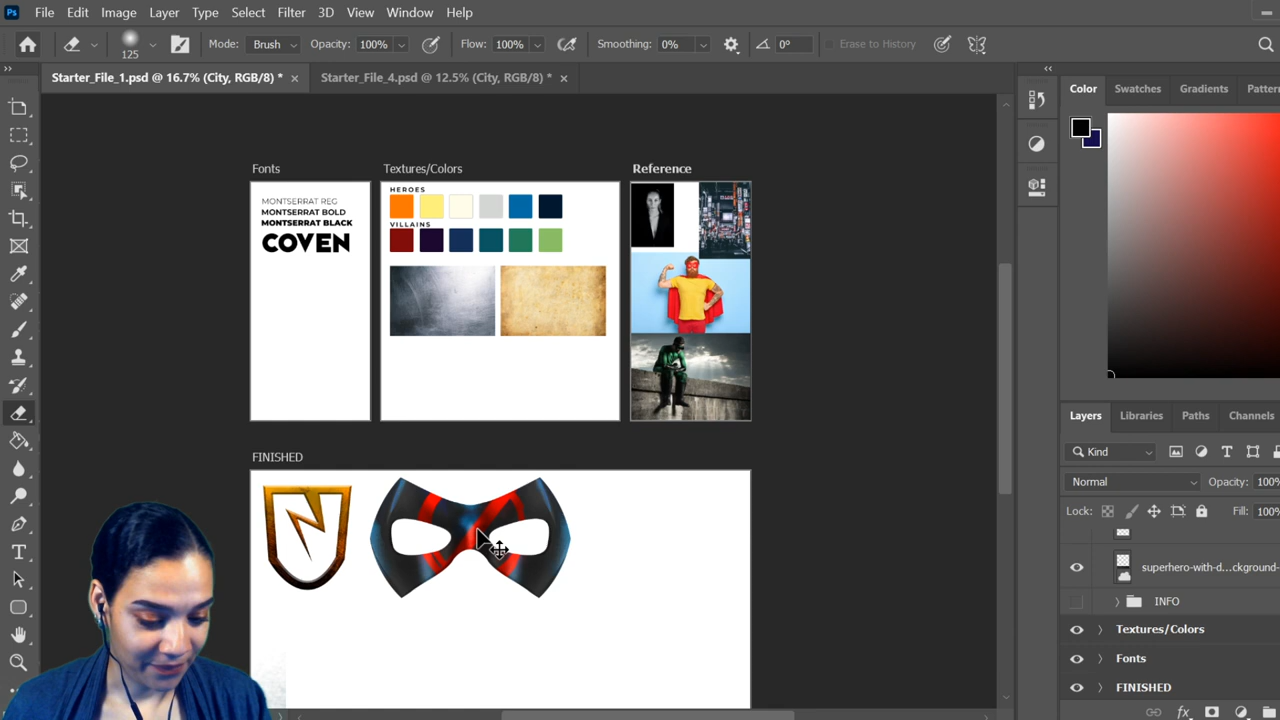 Ps File Edit Image Layer Type Select Filter 3D View Window Help
125 Mode: Brush Opacity: 100% Flow: 100% Smoothing: 0% 0° Erase to History
Starter_File_1.psd @ 16.7% (City, RGB/8) * Starter_File_4.psd @ 12.5% (City, RGB/8) *
Color Swatches Gradients Pattern
Fonts Textures/Colors Reference
MONTSERRAT REG
MONTSERRAT BOLD
MONTSERRAT BLACK
COVEN
HEROES
VILLAINS
FINISHED
N
Layers Libraries Paths Channels
Kind
Normal Opacity: 100%
Lock: Fill: 100%
superhero-with-d...ckground-
INFO
Textures/Colors
Fonts
FINISHED
fx